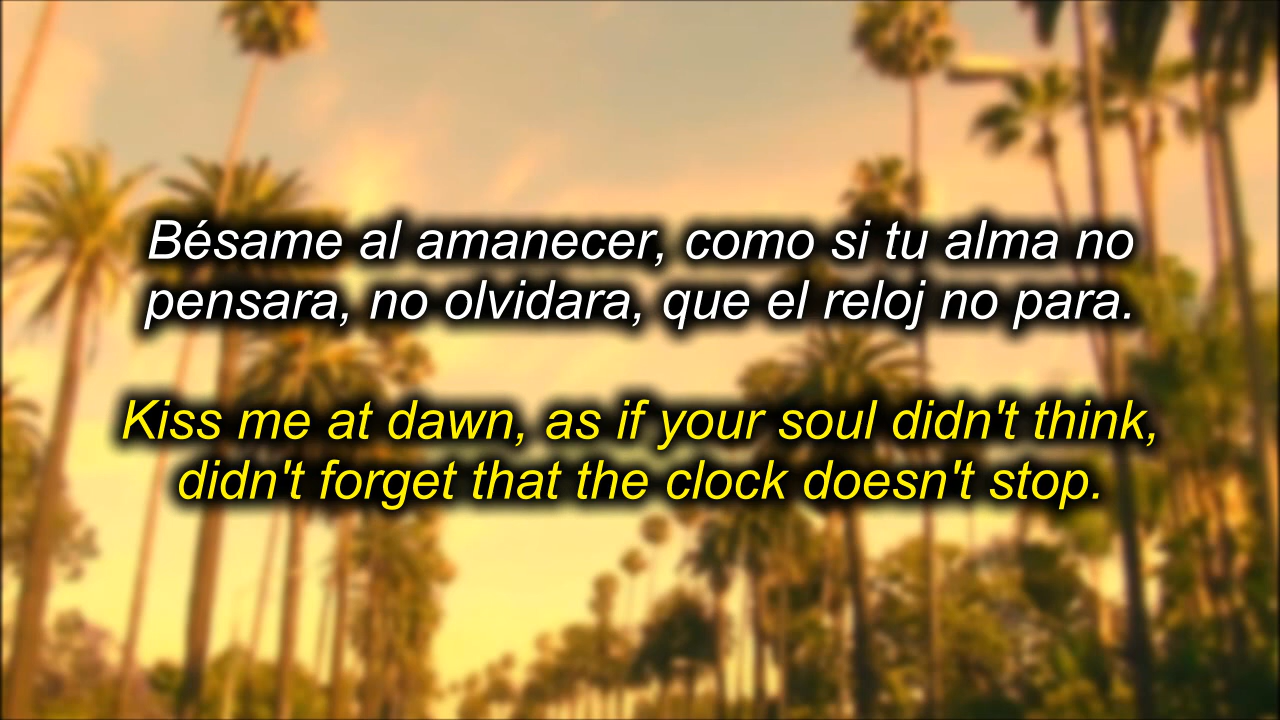 Bésame al amanecer, como si tu alma no
pensara, no olvidara, que el reloj no para.
Kiss me at dawn, as if your soul didn't think,
didn't forget that the clock doesn't stop.